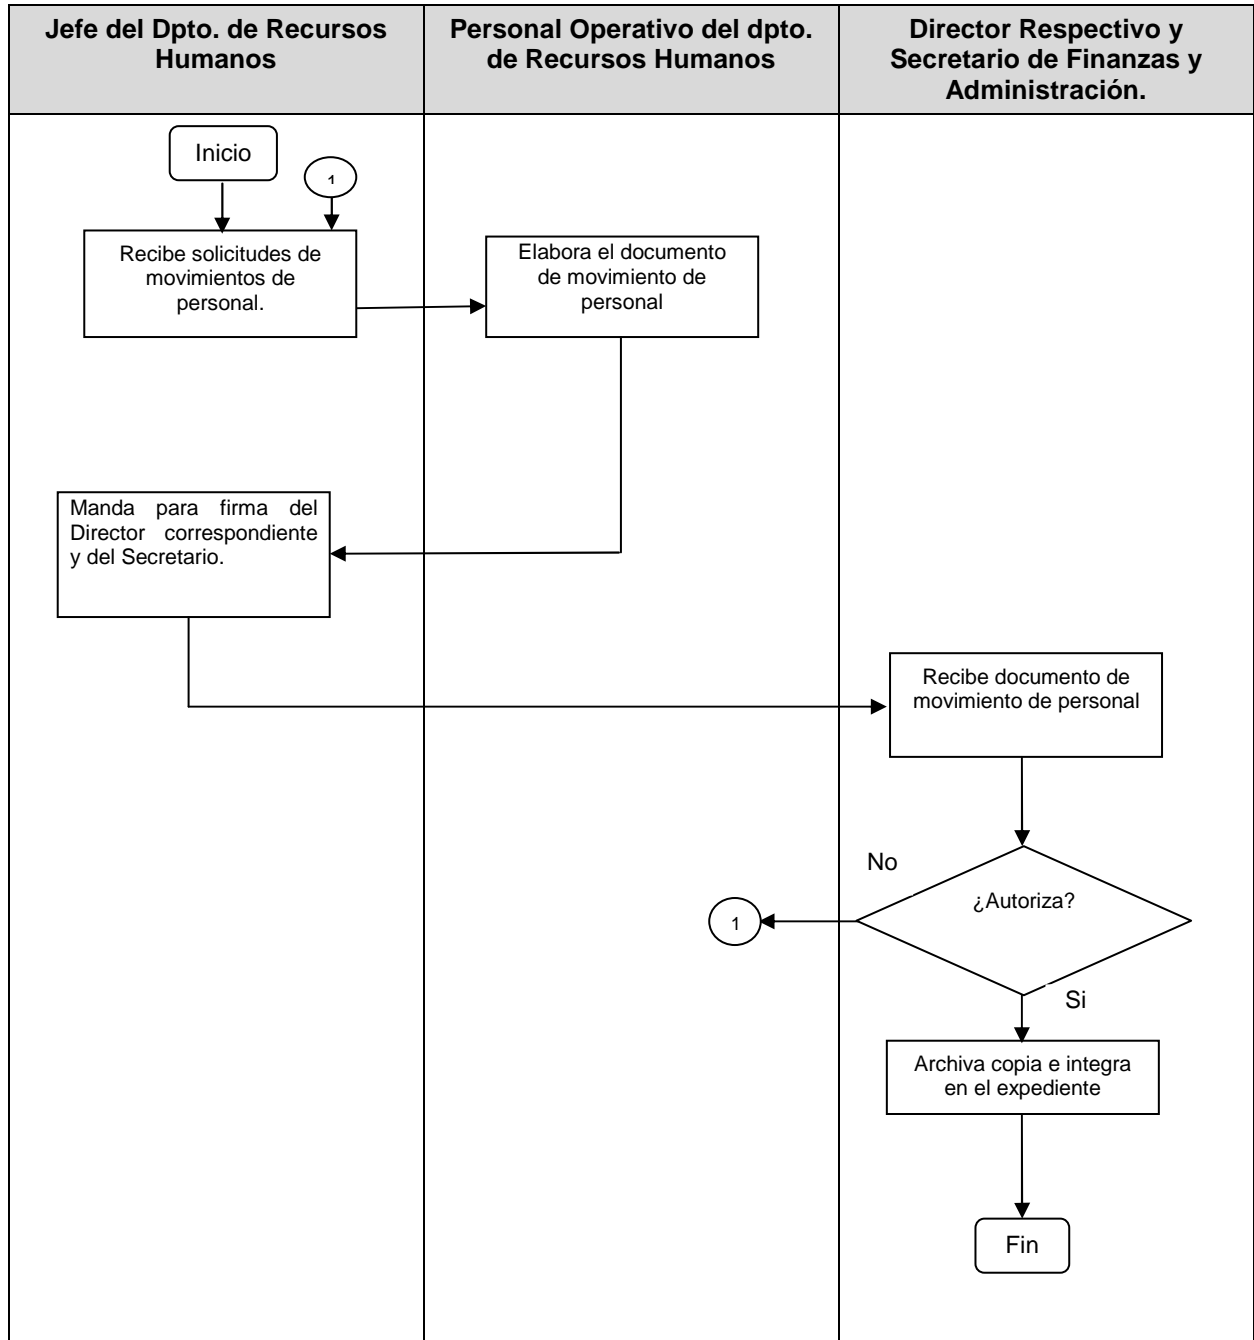 Jefe del Dpto. de Recursos
Humanos
Personal Operativo del dpto.
de Recursos Humanos
Director Respectivo y
Secretario de Finanzas y
Administración.
Inicio
1
Recibe solicitudes de
movimientos de
personal.
Elabora el documento
de movimiento de
personal
Manda para firma del
Director correspondiente
y del Secretario.
Recibe documento de
movimiento de personal
No
¿Autoriza?
1
Si
Archiva copia e integra
en el expediente
Fin